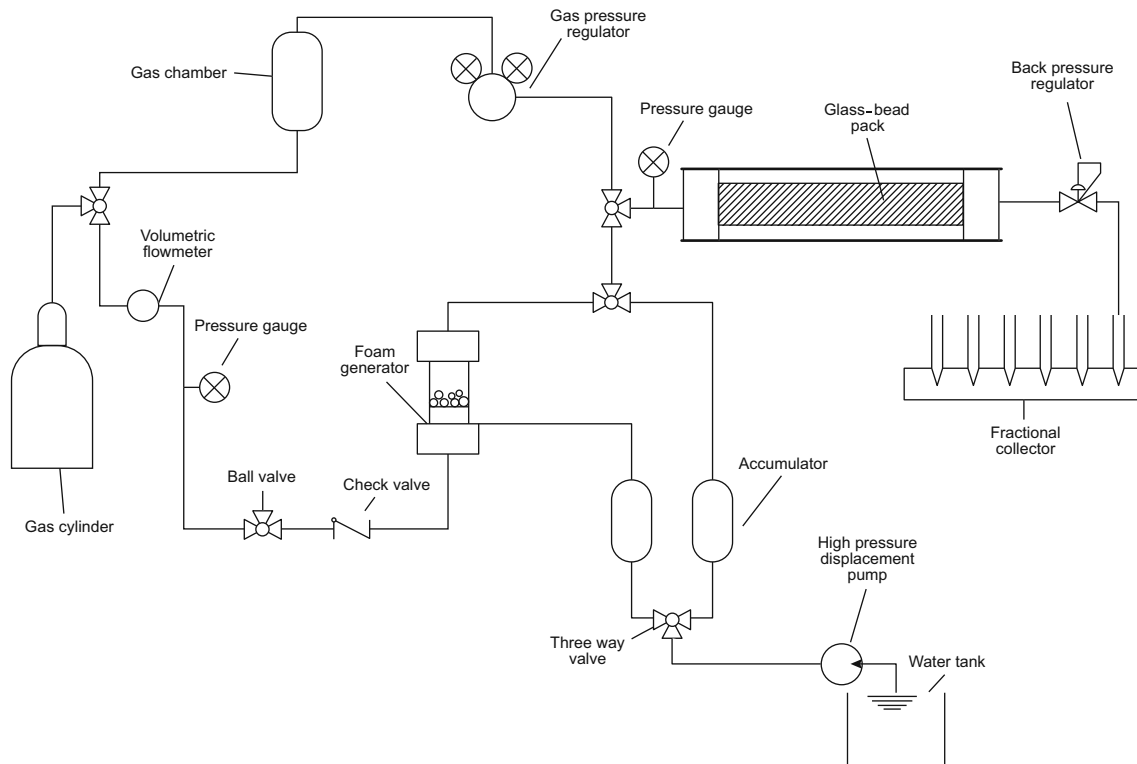 Gas pressure
regulator
Gas chamber
Back pressure
regulator
Pressure gauge
Glass-bead
pack
Volumetric
flowmeter
Pressure gauge
Foam
generator
Fractional
collector
Ball valve
Check valve
Accumulator
Gas cylinder
High pressure
displacement
pump
Three way
valve
Water tank